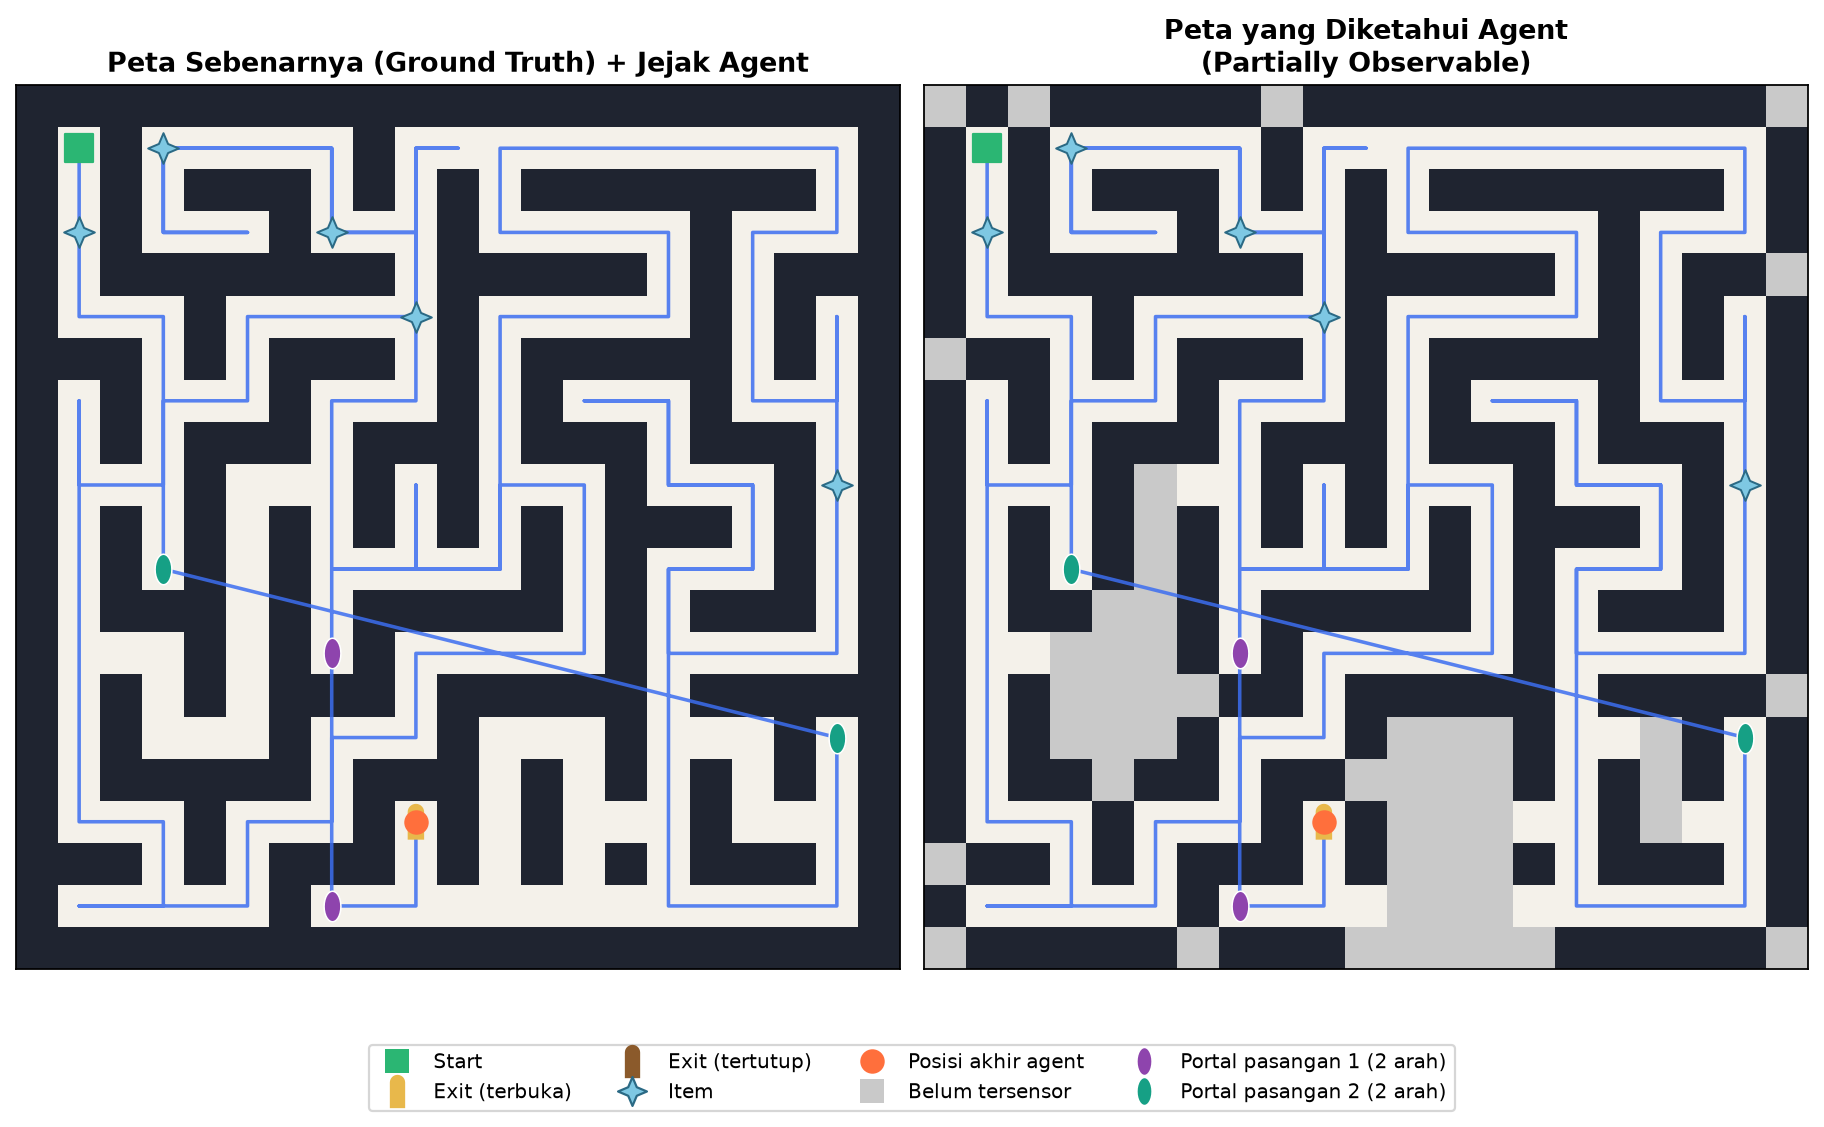 Peta Sebenarnya (Ground Truth) + Jejak Agent
Peta yang Diketahui Agent
(Partially Observable)
Start
Exit (terbuka)
Exit (tertutup)
Item
Posisi akhir agent
Belum tersensor
Portal pasangan 1 (2 arah)
Portal pasangan 2 (2 arah)